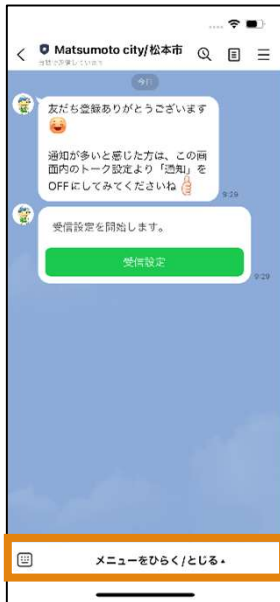 Matsumoto city/松本市
今日
友だち登録ありがとうございます
通知が多いと感じた方は、この画
面内のトーク設定より「通知」を
OFFにしてみてくださいね
9:29
受信設定を開始します。
受信設定
9:29
メニューをひらく/とじる